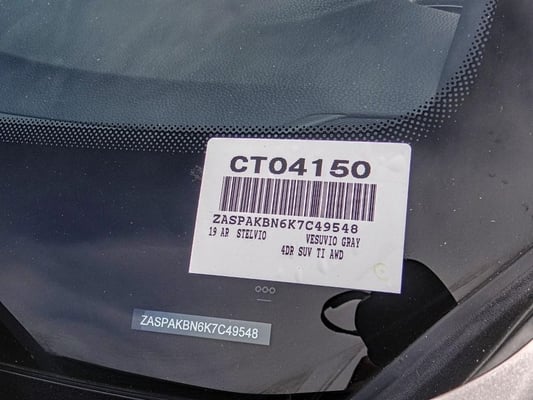 CT04150
ZASPAKBN6K7C49548
19 AR STELVIO VESUVIO GRAY
4DR SUV TI AWD
ZASPAKBN6K7C49548